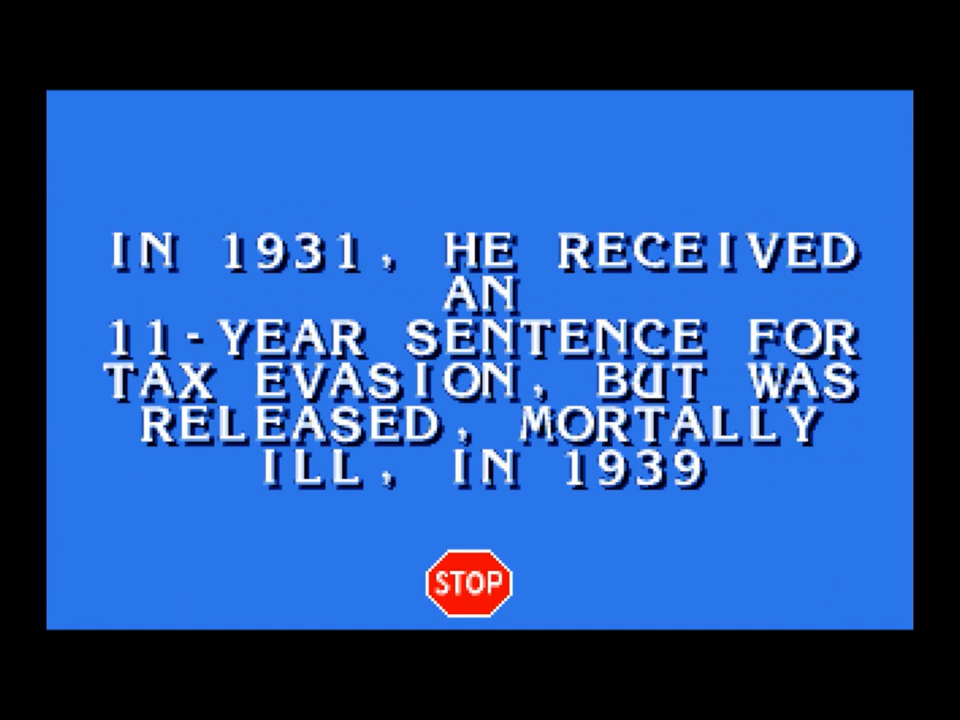 IN 1931, HE RECEIVED
AN
11-YEAR SENTENCE FOR
TAX EVASION, BUT WAS
RELEASED, MORTALLY
ILL, IN 1939
STOP